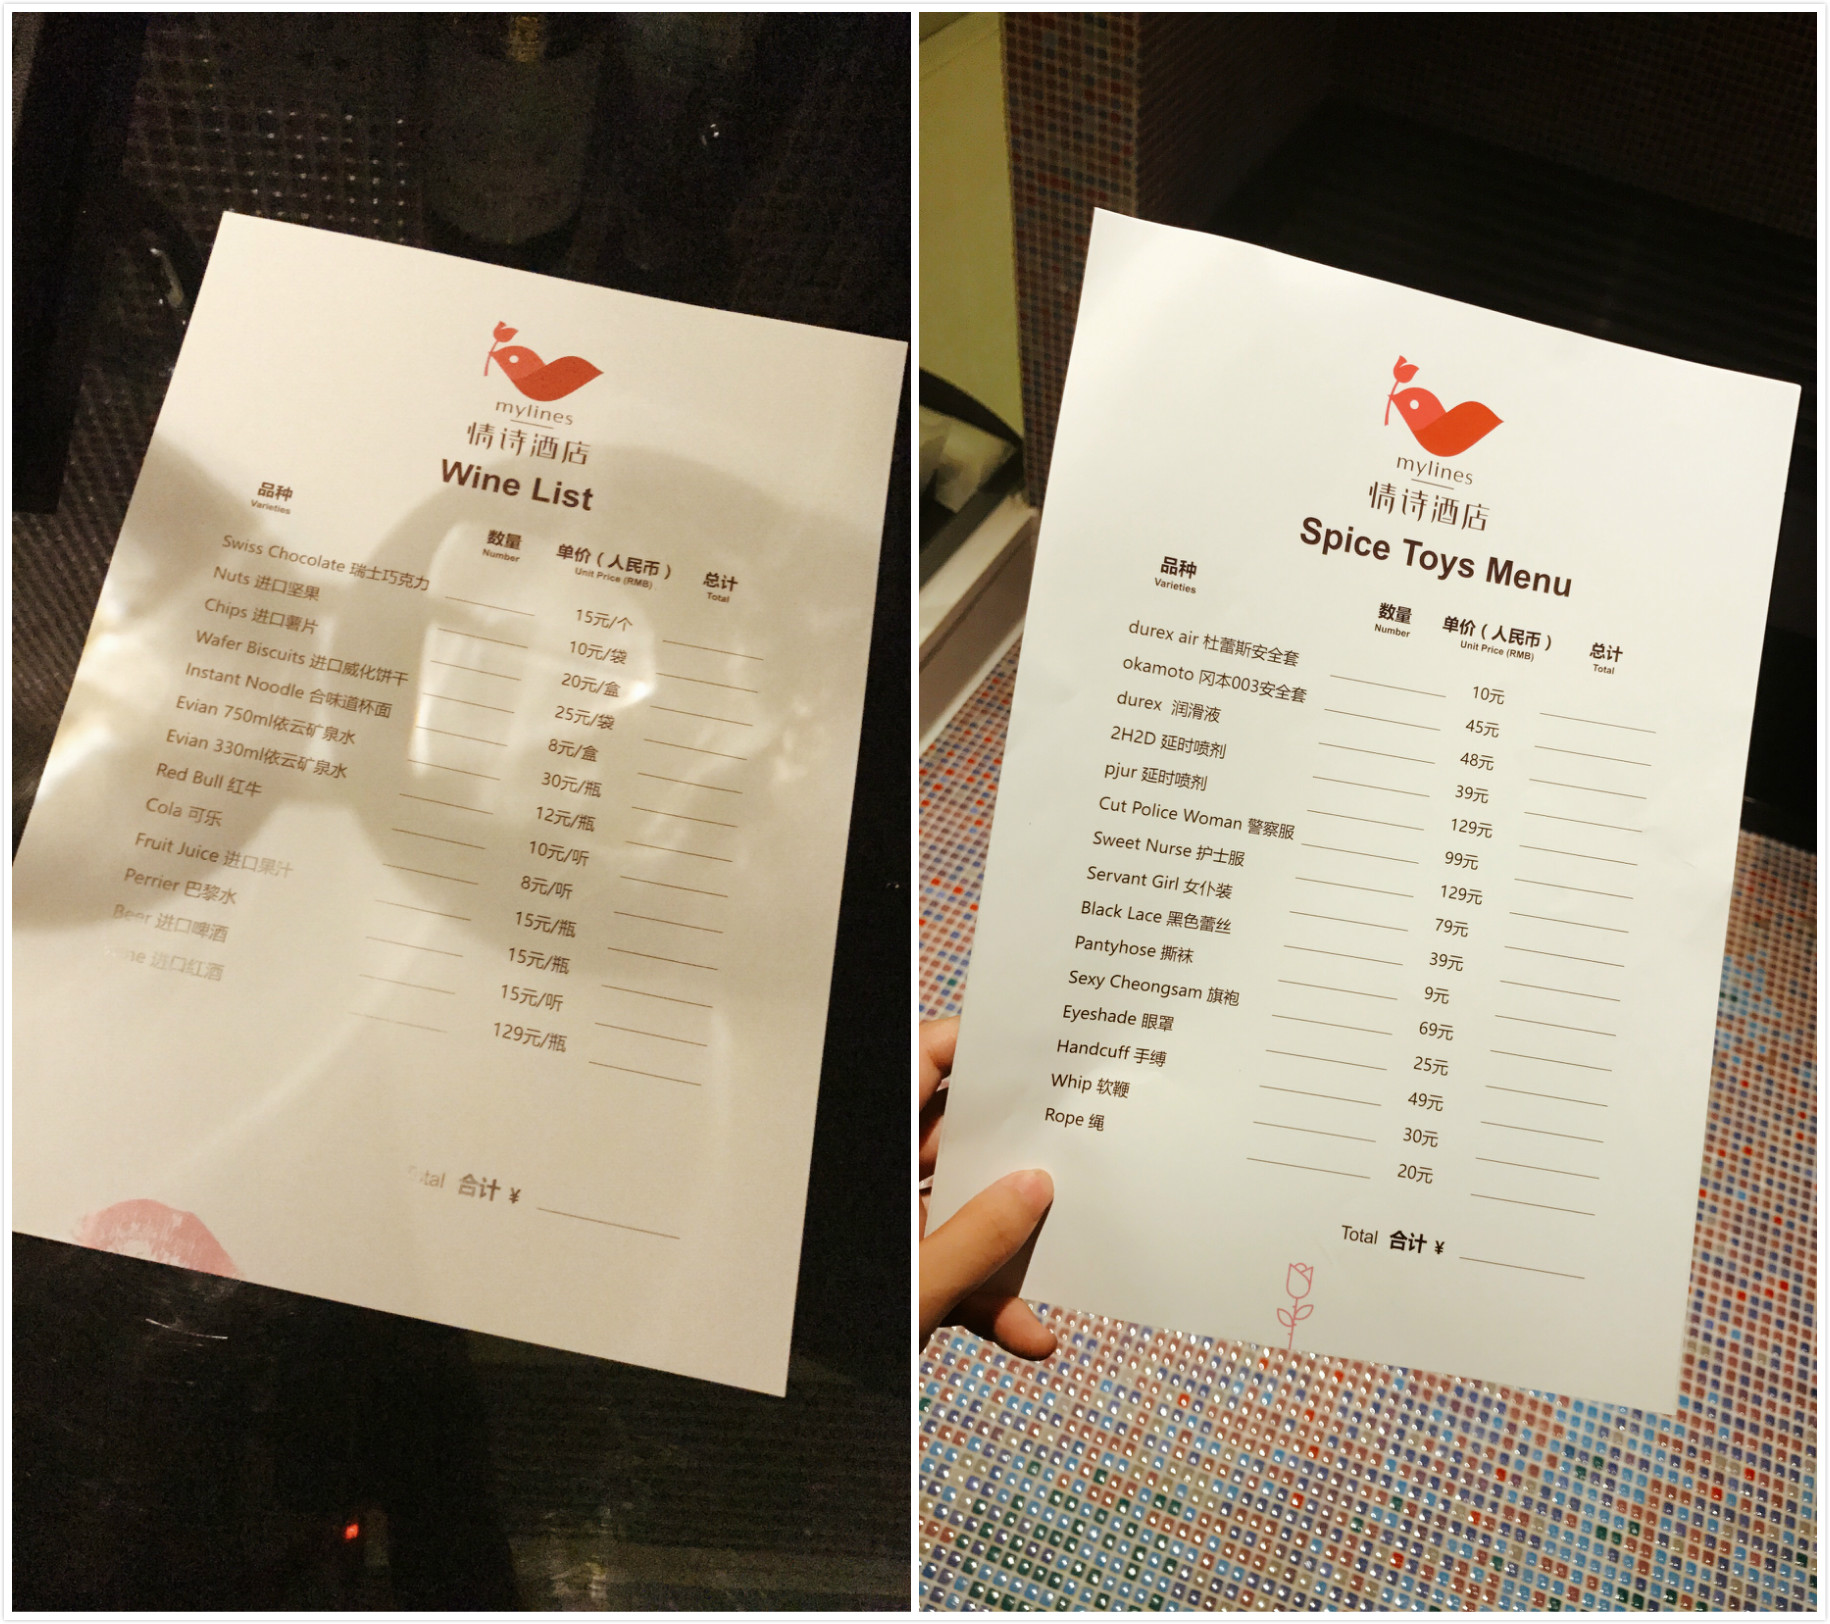 mylines
情诗酒店
Wine List
品种 数量 单价（人民币） 总计
Varieties Number Unit Price (RMB) Total
Swiss Chocolate 瑞士巧克力 15元/个
Nuts 进口坚果 10元/袋
Chips 进口薯片 20元/盒
Wafer Biscuits 进口威化饼干 25元/袋
Instant Noodle 合味道杯面 8元/盒
Evian 750ml依云矿泉水 30元/瓶
Evian 330ml依云矿泉水 12元/瓶
Red Bull 紅牛 10元/听
Cola 可乐 8元/听
Fruit Juice 进口果汁 15元/瓶
Perrier 巴黎水 15元/瓶
Beer 进口啤酒 15元/听
进口红酒 129元/瓶
Total 合计 ¥
mylines
情诗酒店
Spice Toys Menu
品种 数量 单价（人民币） 总计
Varieties Number Unit Price (RMB) Total
durex air 杜蕾斯安全套 10元
okamoto 冈本003安全套 45元
durex 润滑液 48元
2H2D 延时喷剂 39元
pjur 延时喷剂 129元
Cut Police Woman 警察服 99元
Sweet Nurse 护士服 129元
Servant Girl 女仆装 79元
Black Lace 黑色蕾丝 39元
Pantyhose 撕袜 9元
Sexy Cheongsam 旗袍 69元
Eyeshade 眼罩 25元
Handcuff 手缚 49元
Whip 软鞭 30元
Rope 绳 20元
Total 合计 ¥